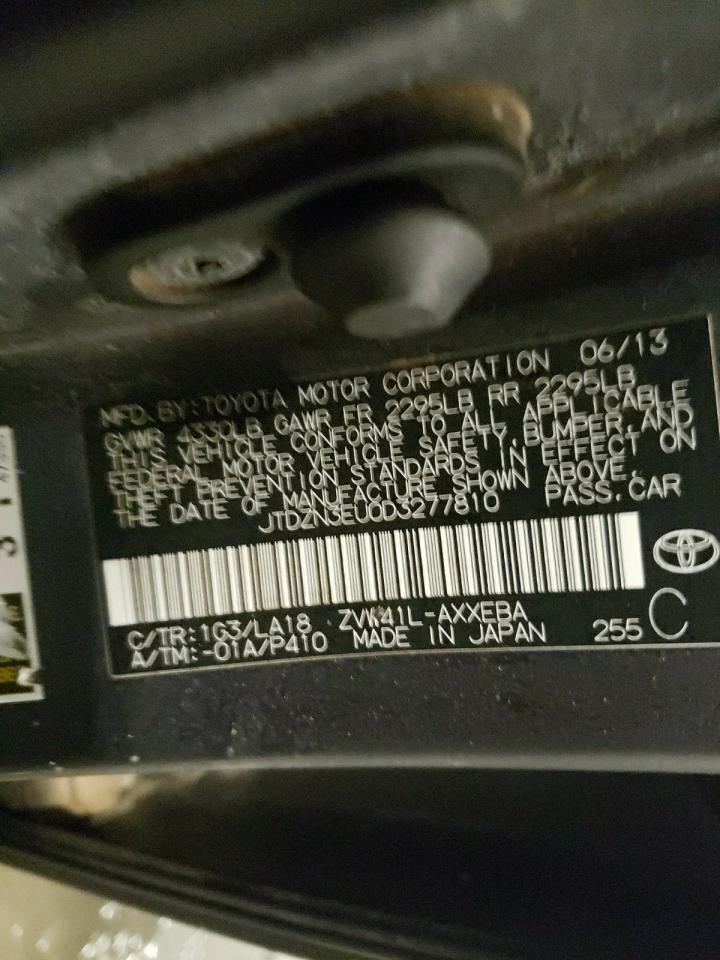 MFD. BY: TOYOTA MOTOR CORPORATION 06/13
GVWR 4330LB GAWR FR 2295LB RR 2295LB
THIS VEHICLE CONFORMS TO ALL APPLICABLE
FEDERAL MOTOR VEHICLE SAFETY, BUMPER, AND
THEFT PREVENTION STANDARDS IN EFFECT ON
THE DATE OF MANUFACTURE SHOWN ABOVE.
JTDZN3EU0D3277810 PASS. CAR
C/TR: 1G3/LA18 ZVW41L-AXXEBA
A/TM: -01A/P410 MADE IN JAPAN 255 C